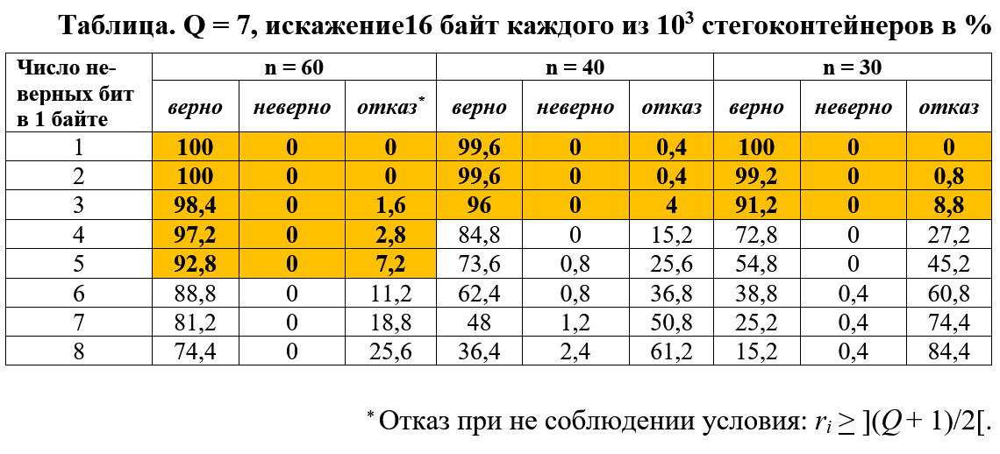 Таблица. Q = 7, искажение16 байт каждого из 10³ стегоконтейнеров в %
Число не-
верных бит
в 1 байте
n = 60 n = 40 n = 30
верно неверно отказ* верно неверно отказ верно неверно отказ
1 100 0 0 99,6 0 0,4 100 0 0
2 100 0 0 99,6 0 0,4 99,2 0 0,8
3 98,4 0 1,6 96 0 4 91,2 0 8,8
4 97,2 0 2,8 84,8 0 15,2 72,8 0 27,2
5 92,8 0 7,2 73,6 0,8 25,6 54,8 0 45,2
6 88,8 0 11,2 62,4 0,8 36,8 38,8 0,4 60,8
7 81,2 0 18,8 48 1,2 50,8 25,2 0,4 74,4
8 74,4 0 25,6 36,4 2,4 61,2 15,2 0,4 84,4
* Отказ при не соблюдении условия: rᵢ ≥ ](Q + 1)/2[.